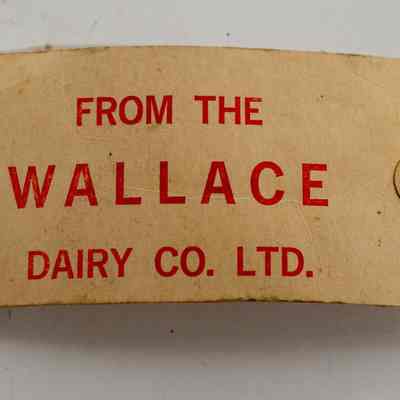 FROM THE
WALLACE
DAIRY CO. LTD.